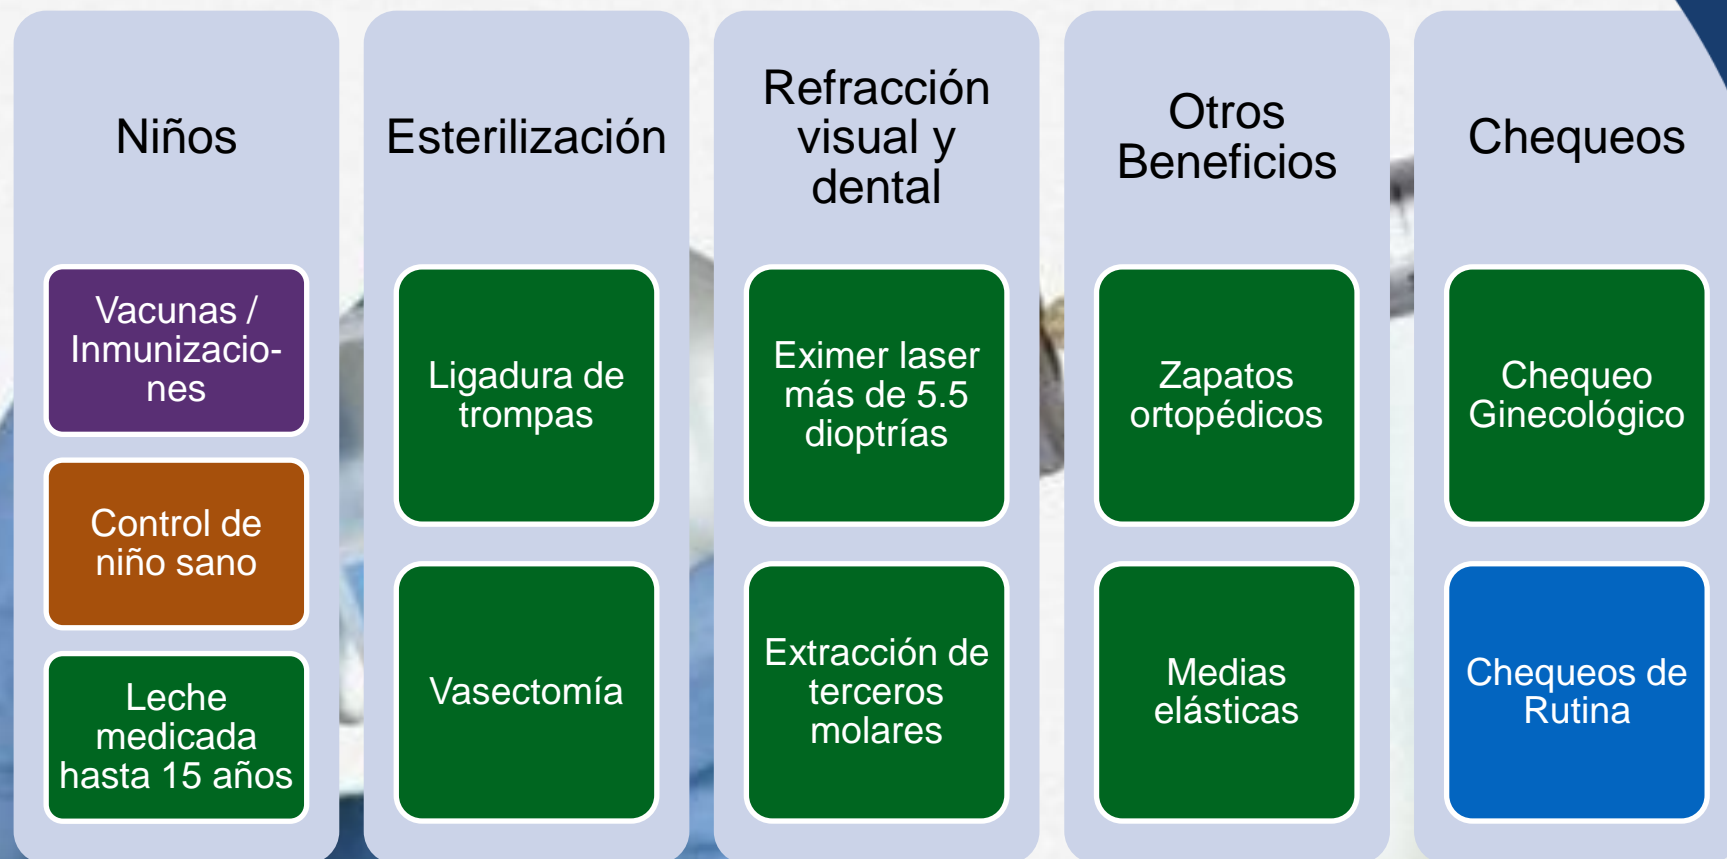 Niños
Vacunas /
Inmunizacio-
nes
Control de
niño sano
Leche
medicada
hasta 15 años
Esterilización
Ligadura de
trompas
Vasectomía
Refracción
visual y
dental
Eximer laser
más de 5.5
dioptrías
Extracción de
terceros
molares
Otros
Beneficios
Zapatos
ortopédicos
Medias
elásticas
Chequeos
Chequeo
Ginecológico
Chequeos de
Rutina